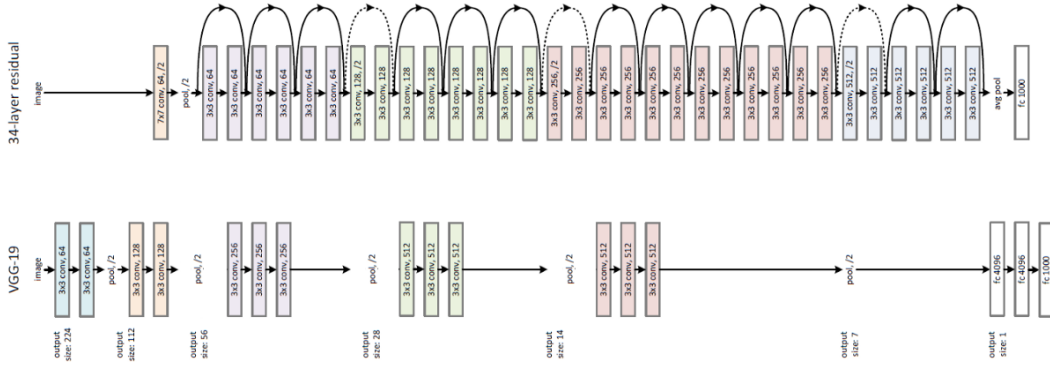 34-layer residual
image
7x7 conv, 64, /2
pool, /2
3x3 conv, 64
3x3 conv, 64
3x3 conv, 64
3x3 conv, 64
3x3 conv, 64
3x3 conv, 64
3x3 conv, 128, /2
3x3 conv, 128
3x3 conv, 128
3x3 conv, 128
3x3 conv, 128
3x3 conv, 128
3x3 conv, 128
3x3 conv, 128
3x3 conv, 256, /2
3x3 conv, 256
3x3 conv, 256
3x3 conv, 256
3x3 conv, 256
3x3 conv, 256
3x3 conv, 256
3x3 conv, 256
3x3 conv, 256
3x3 conv, 256
3x3 conv, 256
3x3 conv, 256
3x3 conv, 512, /2
3x3 conv, 512
3x3 conv, 512
3x3 conv, 512
3x3 conv, 512
3x3 conv, 512
avg pool
fc 1000
VGG-19
image
3x3 conv, 64
3x3 conv, 64
pool, /2
3x3 conv, 128
3x3 conv, 128
pool, /2
3x3 conv, 256
3x3 conv, 256
3x3 conv, 256
pool, /2
3x3 conv, 512
3x3 conv, 512
3x3 conv, 512
pool, /2
3x3 conv, 512
3x3 conv, 512
3x3 conv, 512
pool, /2
fc 4096
fc 4096
fc 1000
output
size: 224
output
size: 112
output
size: 56
output
size: 28
output
size: 14
output
size: 7
output
size: 1